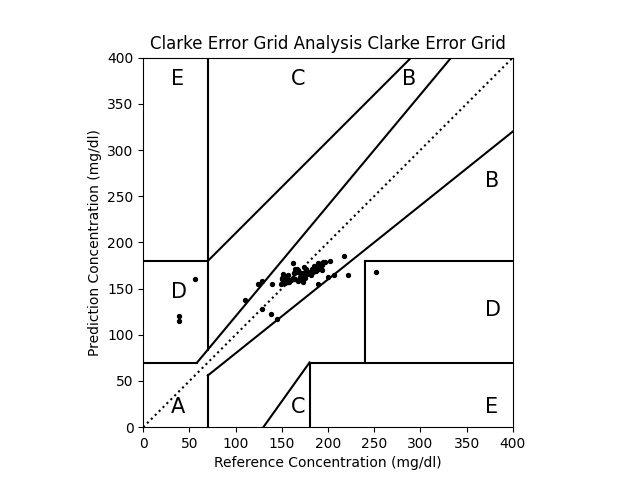 Clarke Error Grid Analysis Clarke Error Grid
400
350
300
250
200
150
100
50
0
Prediction Concentration (mg/dl)
E
C
B
B
D
D
A
C
E
0
50
100
150
200
250
300
350
400
Reference Concentration (mg/dl)